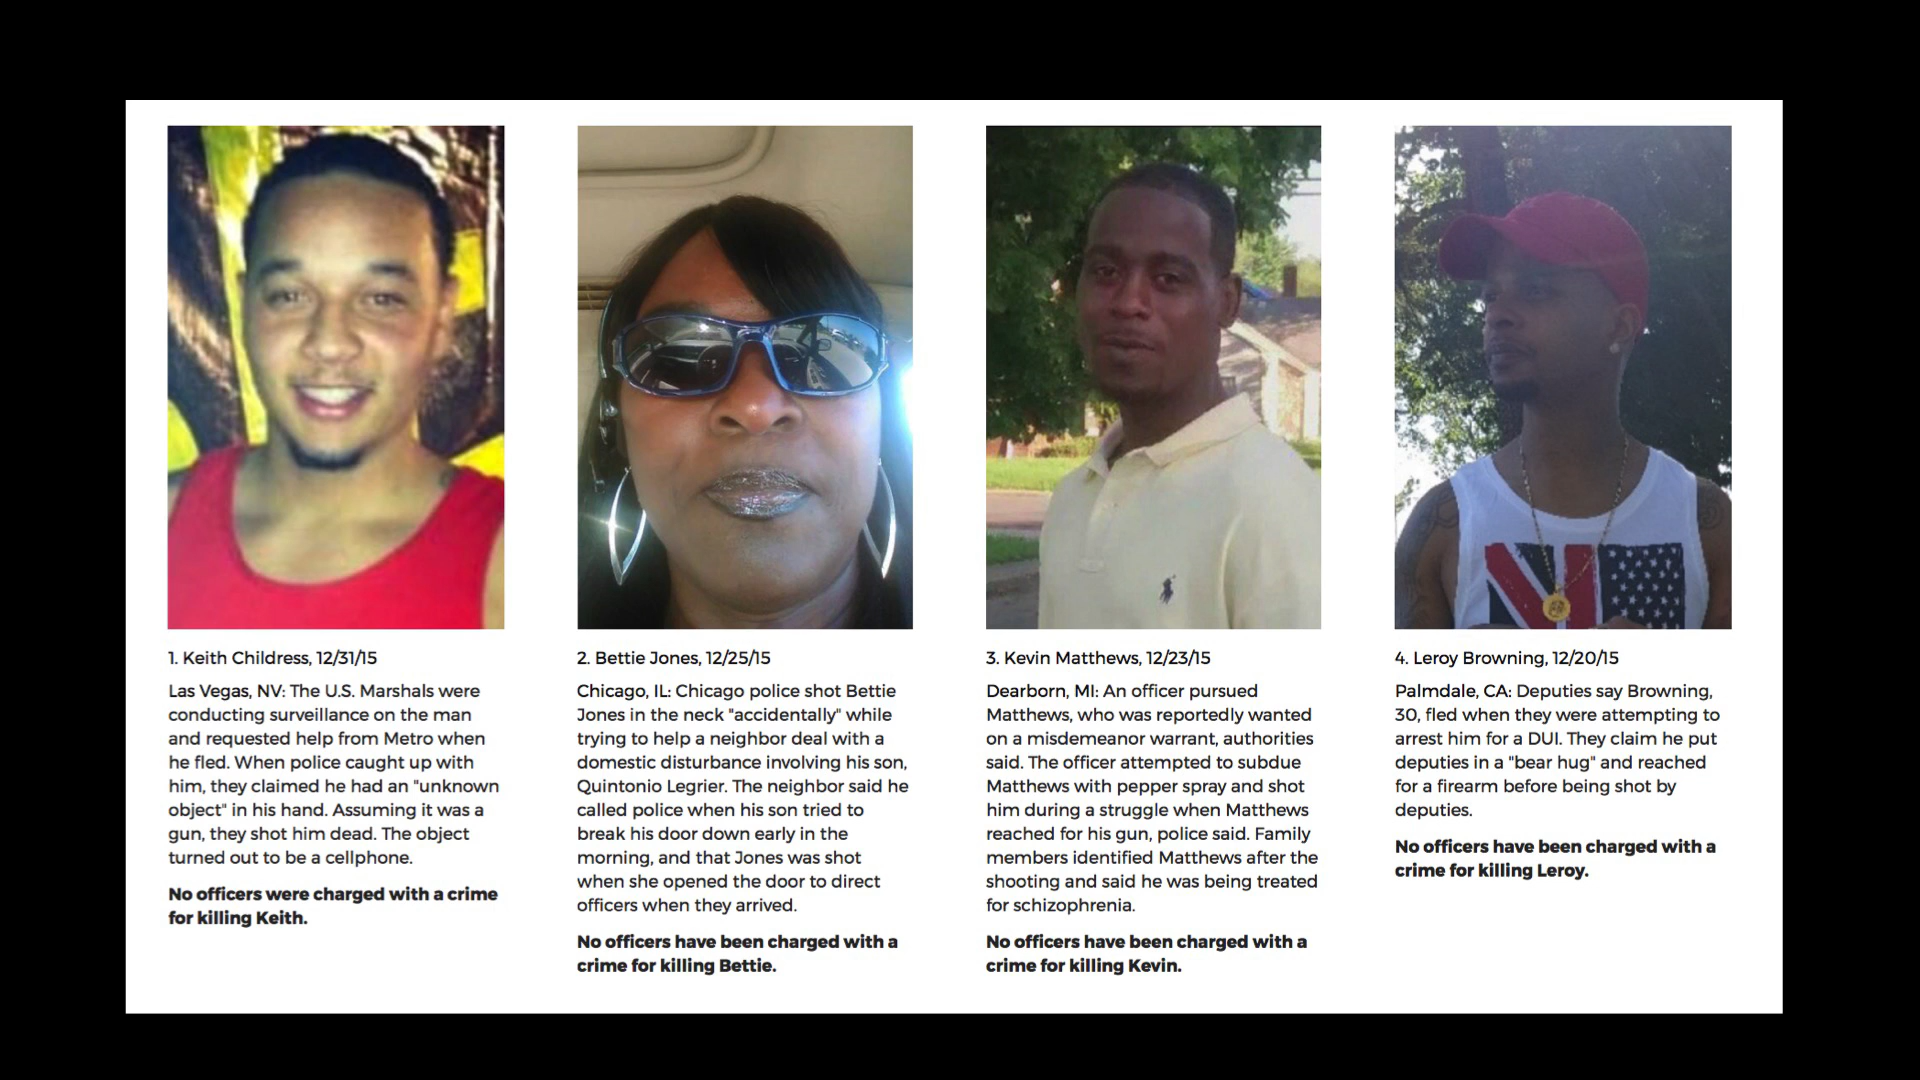 1. Keith Childress, 12/31/15
Las Vegas, NV: The U.S. Marshals were
conducting surveillance on the man
and requested help from Metro when
he fled. When police caught up with
him, they claimed he had an "unknown
object" in his hand. Assuming it was a
gun, they shot him dead. The object
turned out to be a cellphone.
No officers were charged with a crime
for killing Keith.
2. Bettie Jones, 12/25/15
Chicago, IL: Chicago police shot Bettie
Jones in the neck "accidentally" while
trying to help a neighbor deal with a
domestic disturbance involving his son,
Quintonio Legrier. The neighbor said he
called police when his son tried to
break his door down early in the
morning, and that Jones was shot
when she opened the door to direct
officers when they arrived.
No officers have been charged with a
crime for killing Bettie.
3. Kevin Matthews, 12/23/15
Dearborn, MI: An officer pursued
Matthews, who was reportedly wanted
on a misdemeanor warrant, authorities
said. The officer attempted to subdue
Matthews with pepper spray and shot
him during a struggle when Matthews
reached for his gun, police said. Family
members identified Matthews after the
shooting and said he was being treated
for schizophrenia.
No officers have been charged with a
crime for killing Kevin.
4. Leroy Browning, 12/20/15
Palmdale, CA: Deputies say Browning,
30, fled when they were attempting to
arrest him for a DUI. They claim he put
deputies in a "bear hug" and reached
for a firearm before being shot by
deputies.
No officers have been charged with a
crime for killing Leroy.